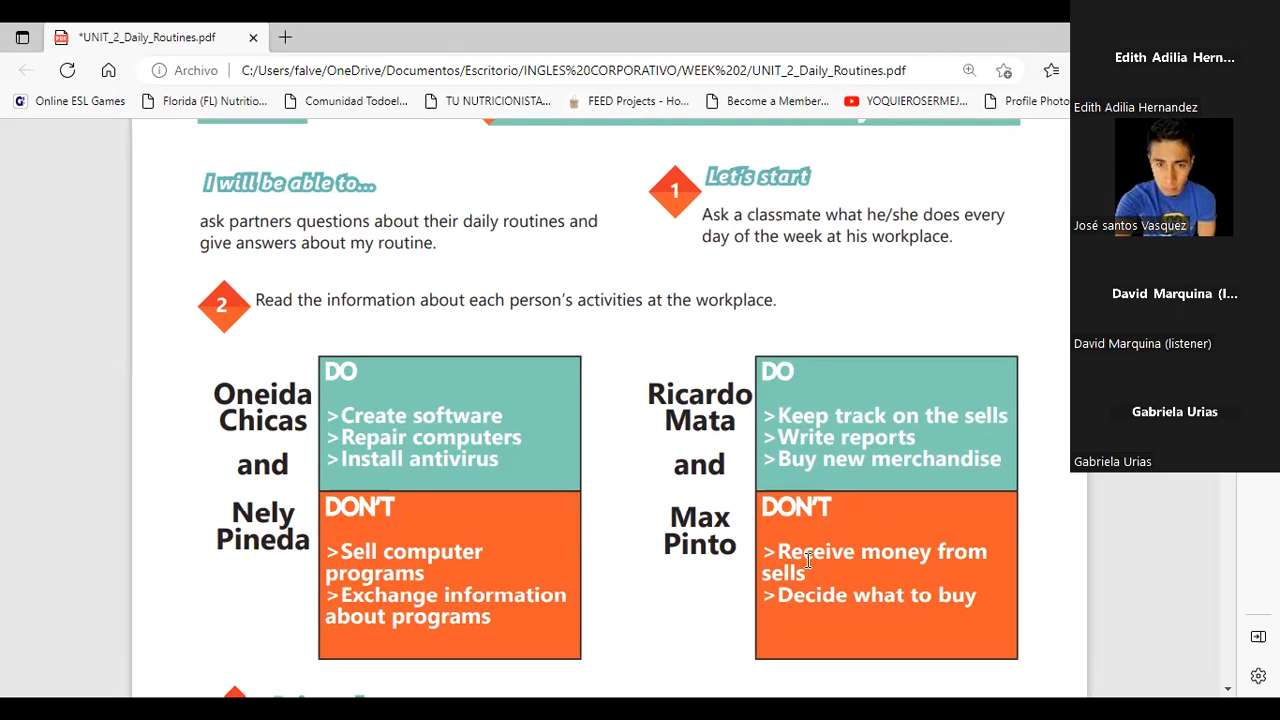 *UNIT_2_Daily_Routines.pdf
Archivo
C:/Users/falve/OneDrive/Documentos/Escritorio/INGLES%20CORPORATIVO/WEEK%202/UNIT_2_Daily_Routines.pdf
Online ESL Games
Florida (FL) Nutritio...
Comunidad Todoel...
TU NUTRICIONISTA...
FEED Projects - Ho...
Become a Member...
YOQUIEROSERMEJ...
Profile Photo
I will be able to...
ask partners questions about their daily routines and
give answers about my routine.
1
Let's start
Ask a classmate what he/she does every
day of the week at his workplace.
2
Read the information about each person's activities at the workplace.
Oneida
Chicas
and
Nely
Pineda
DO
>Create software
>Repair computers
>Install antivirus
DON'T
>Sell computer
programs
>Exchange information
about programs
Ricardo
Mata
and
Max
Pinto
DO
>Keep track on the sells
>Write reports
>Buy new merchandise
DON'T
>Receive money from
sells
>Decide what to buy
Edith Adilia Hern...
Edith Adilia Hernandez
José santos Vasquez
David Marquina (l...
David Marquina (listener)
Gabriela Urias
Gabriela Urias